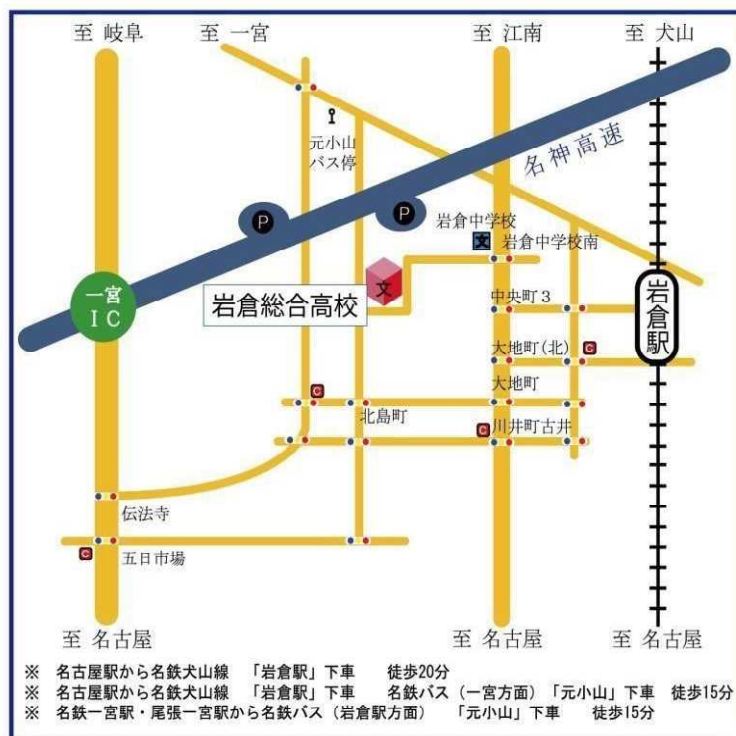 至 岐阜
至 一宮
至 江南
至 犬山
名神高速
元小山
バス停
P
P
岩倉中学校
文
岩倉中学校南
文
一宮
IC
岩倉総合高校
中央町3
岩倉駅
大地町(北)
C
C
大地町
北島町
C
川井町古井
伝法寺
C
五日市場
至 名古屋
至 名古屋
至 名古屋
※ 名古屋駅から名鉄犬山線 「岩倉駅」下車 徒歩20分
※ 名古屋駅から名鉄犬山線 「岩倉駅」下車 名鉄バス(一宮方面)「元小山」下車 徒歩15分
※ 名鉄一宮駅・尾張一宮駅から名鉄バス(岩倉駅方面) 「元小山」下車 徒歩15分